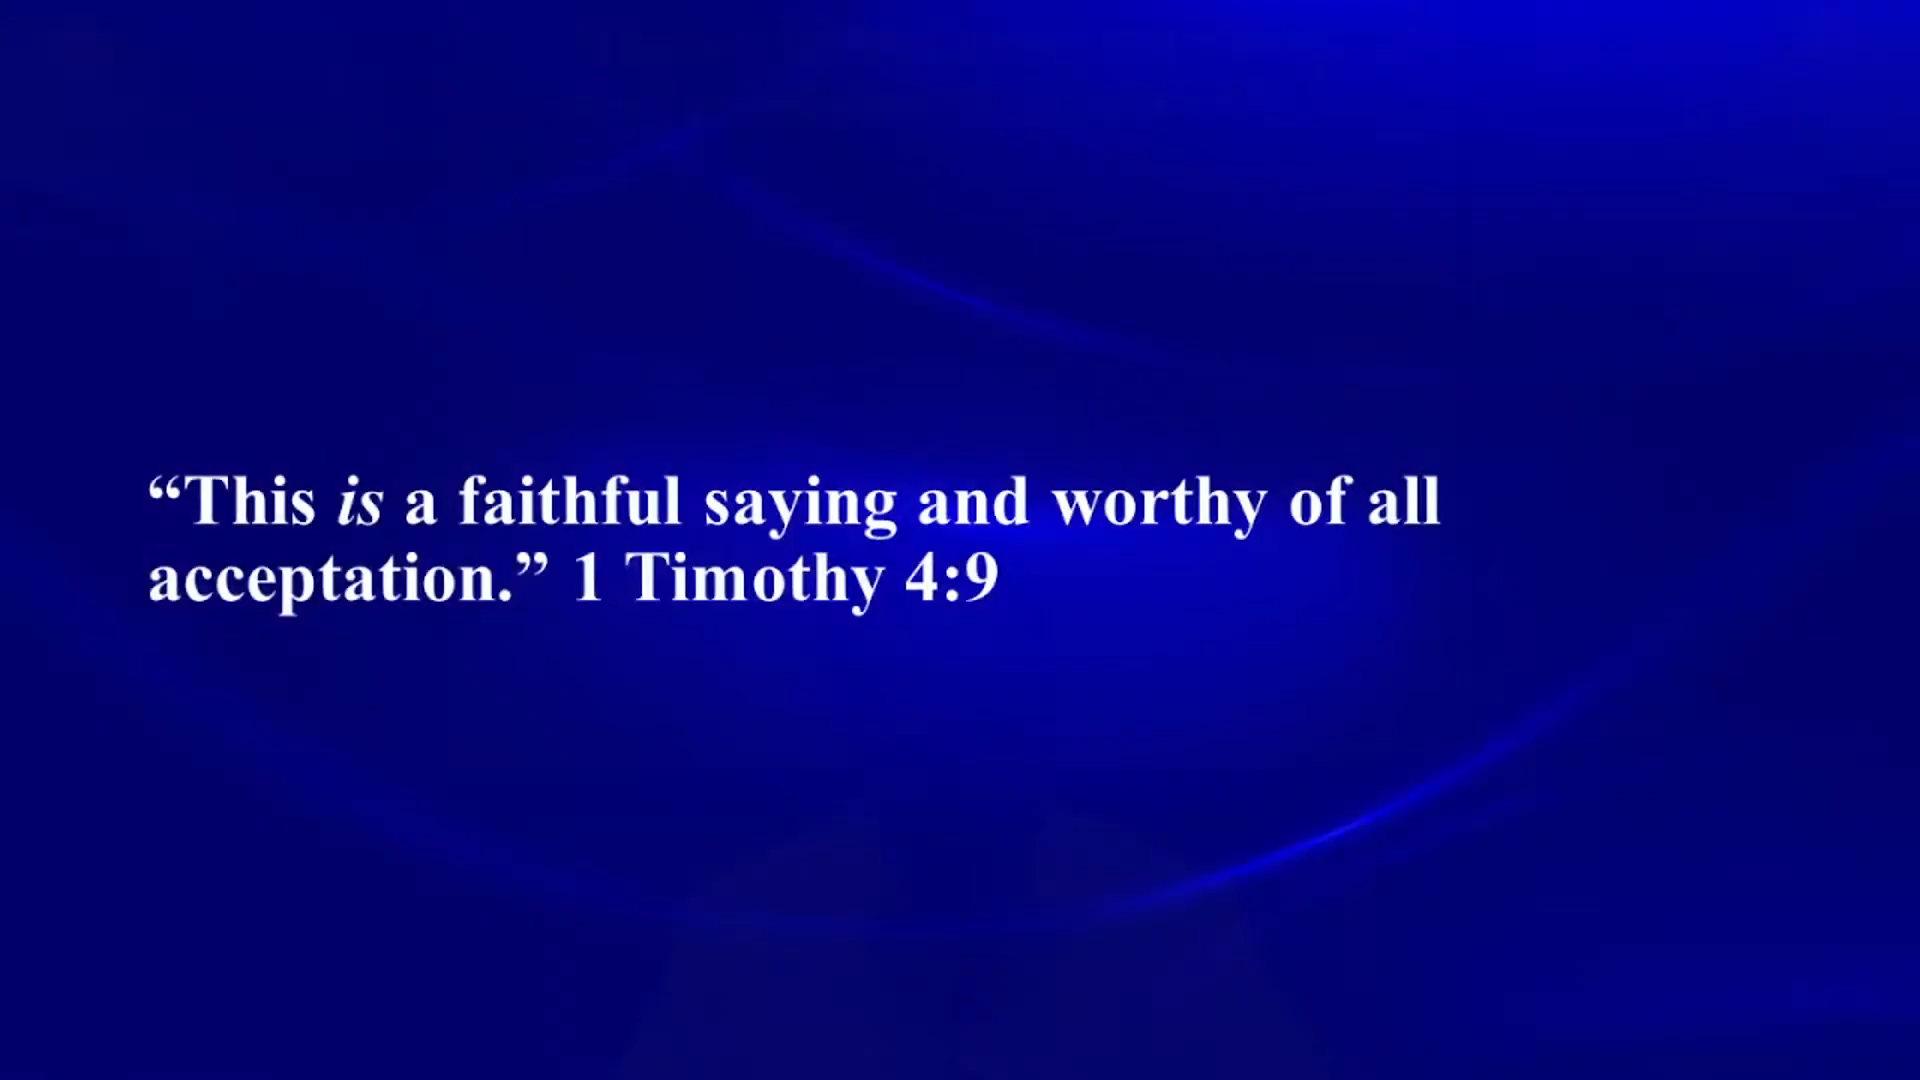 “This is a faithful saying and worthy of all
acceptation.” 1 Timothy 4:9